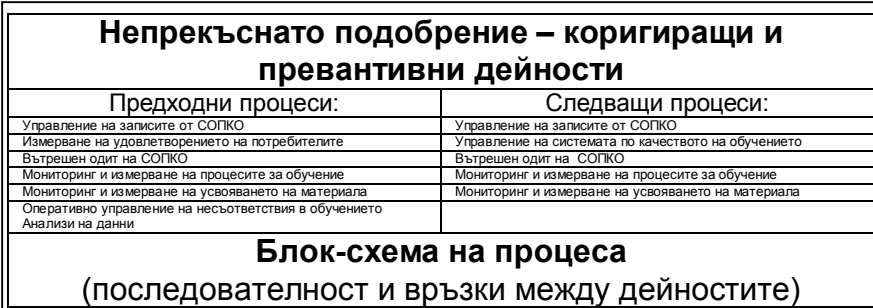 Непрекъснато подобрение – коригиращи и
превантивни дейности
Предходни процеси:
Следващи процеси:
Управление на записите от СОПКО
Управление на записите от СОПКО
Измерване на удовлетворението на потребителите
Управление на системата по качеството на обучението
Вътрешен одит на СОПКО
Вътрешен одит на СОПКО
Мониторинг и измерване на процесите за обучение
Мониторинг и измерване на процесите за обучение
Мониторинг и измерване на усвояването на материала
Мониторинг и измерване на усвояването на материала
Оперативно управление на несъответствия в обучението
Анализи на данни
Блок-схема на процеса
(последователност и връзки между дейностите)